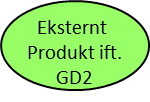 Eksternt
Produkt ift.
GD2